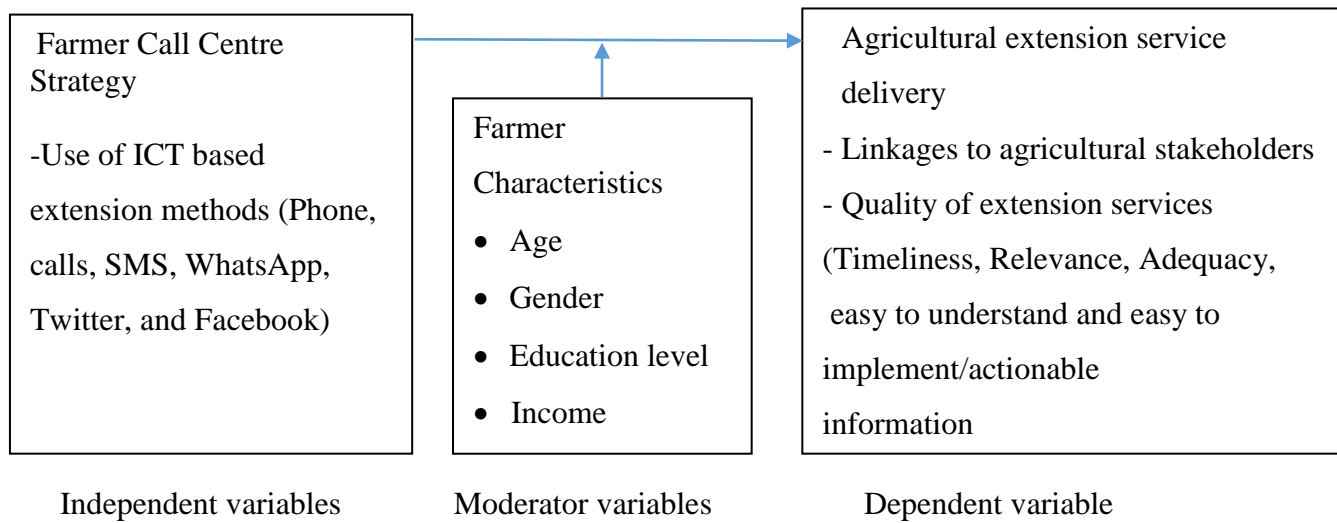 Farmer Call Centre
Strategy
-Use of ICT based
extension methods (Phone,
calls, SMS, WhatsApp,
Twitter, and Facebook)
Farmer
Characteristics
• Age
• Gender
• Education level
• Income
Agricultural extension service
delivery
- Linkages to agricultural stakeholders
- Quality of extension services
(Timeliness, Relevance, Adequacy,
easy to understand and easy to
implement/actionable
information
Independent variables
Moderator variables
Dependent variable